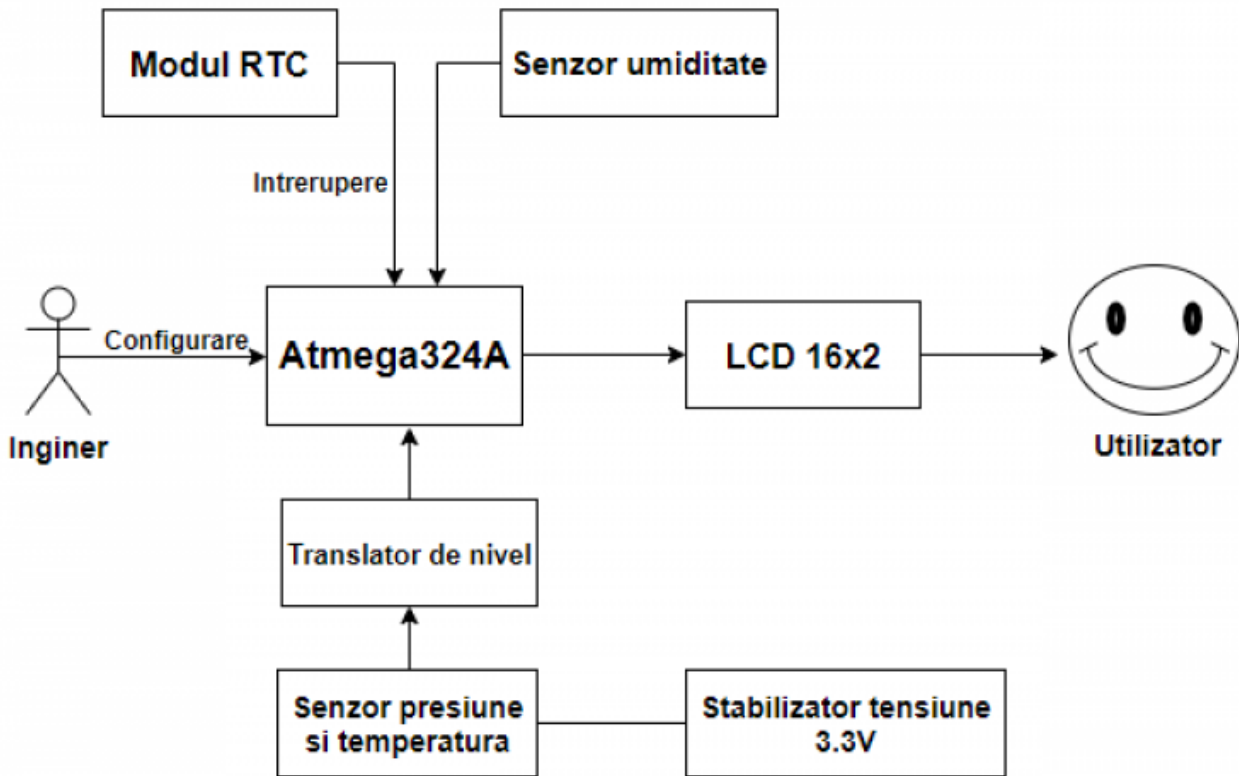 Modul RTC
Senzor umiditate
Intrerupere
Configurare
Atmega324A
LCD 16x2
Inginer
Utilizator
Translator de nivel
Senzor presiune
si temperatura
Stabilizator tensiune
3.3V